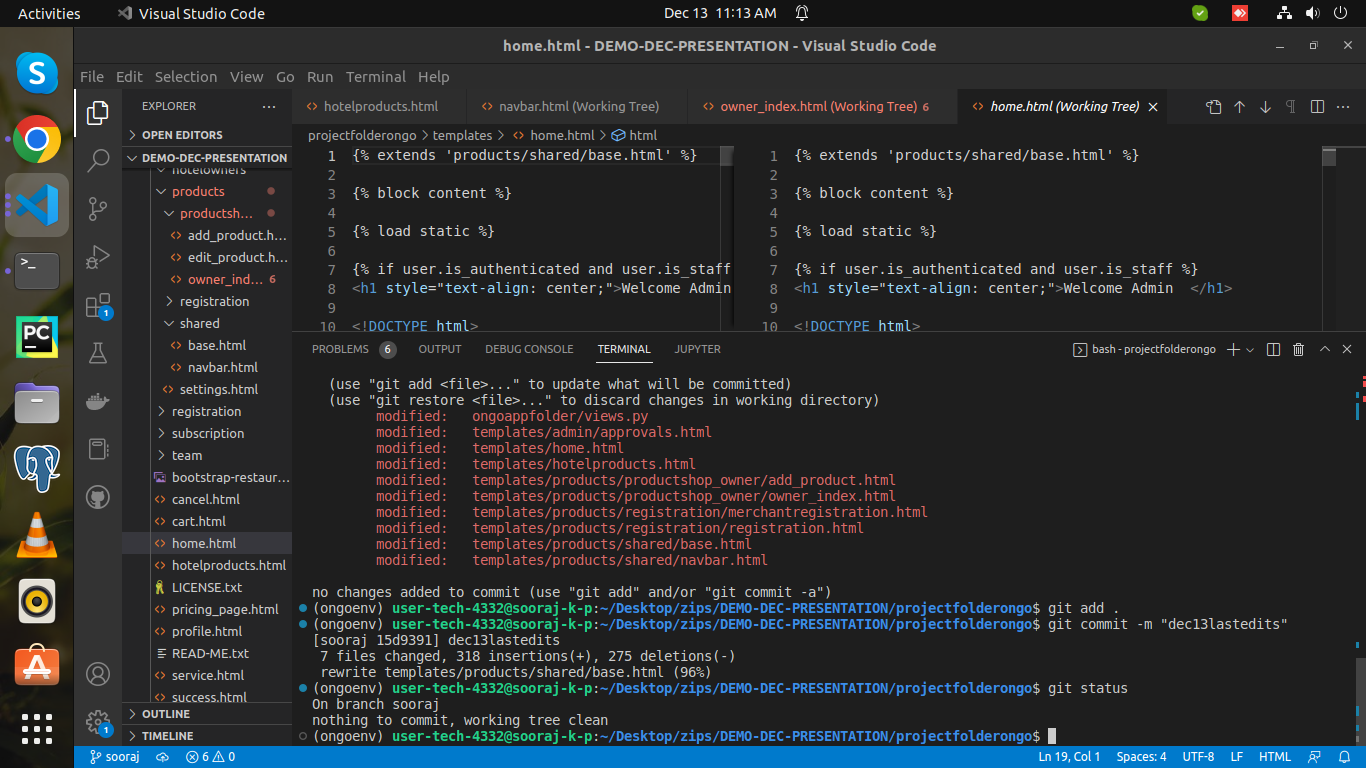 Activities
Visual Studio Code
Dec 13 11:13 AM
home.html - DEMO-DEC-PRESENTATION - Visual Studio Code
File Edit Selection View Go Run Terminal Help
EXPLORER
hotelproducts.html
navbar.html (Working Tree)
owner_index.html (Working Tree) 6
home.html (Working Tree)
OPEN EDITORS
DEMO-DEC-PRESENTATION
hotelowners
products
productsh...
add_product.h...
edit_product.h...
owner_ind... 6
registration
shared
base.html
navbar.html
settings.html
registration
subscription
team
bootstrap-restaur...
cancel.html
cart.html
home.html
hotelproducts.html
LICENSE.txt
pricing_page.html
profile.html
READ-ME.txt
service.html
success.html
OUTLINE
TIMELINE
projectfolderongo > templates > home.html > html
1 {% extends 'products/shared/base.html' %}
2
3 {% block content %}
4
5 {% load static %}
6
7 {% if user.is_authenticated and user.is_staff
8 <h1 style="text-align: center;">Welcome Admin
9
10 <!DOCTYPE html>
1 {% extends 'products/shared/base.html' %}
2
3 {% block content %}
4
5 {% load static %}
6
7 {% if user.is_authenticated and user.is_staff %}
8 <h1 style="text-align: center;">Welcome Admin  </h1>
9
10 <!DOCTYPE html>
PROBLEMS 6 OUTPUT DEBUG CONSOLE TERMINAL JUPYTER
bash - projectfolderongo
(use "git add <file>..." to update what will be committed)
(use "git restore <file>..." to discard changes in working directory)
modified:   ongoappfolder/views.py
modified:   templates/admin/approvals.html
modified:   templates/home.html
modified:   templates/hotelproducts.html
modified:   templates/products/productshop_owner/add_product.html
modified:   templates/products/productshop_owner/owner_index.html
modified:   templates/products/registration/merchantregistration.html
modified:   templates/products/registration/registration.html
modified:   templates/products/shared/base.html
modified:   templates/products/shared/navbar.html
no changes added to commit (use "git add" and/or "git commit -a")
(ongoenv) user-tech-4332@sooraj-k-p:~/Desktop/zips/DEMO-DEC-PRESENTATION/projectfolderongo$ git add .
(ongoenv) user-tech-4332@sooraj-k-p:~/Desktop/zips/DEMO-DEC-PRESENTATION/projectfolderongo$ git commit -m "dec13lastedits"
[sooraj 15d9391] dec13lastedits
7 files changed, 318 insertions(+), 275 deletions(-)
rewrite templates/products/shared/base.html (96%)
(ongoenv) user-tech-4332@sooraj-k-p:~/Desktop/zips/DEMO-DEC-PRESENTATION/projectfolderongo$ git status
On branch sooraj
nothing to commit, working tree clean
(ongoenv) user-tech-4332@sooraj-k-p:~/Desktop/zips/DEMO-DEC-PRESENTATION/projectfolderongo$
sooraj
6 0
Ln 19, Col 1
Spaces: 4
UTF-8
LF
HTML
S
PC
1
1